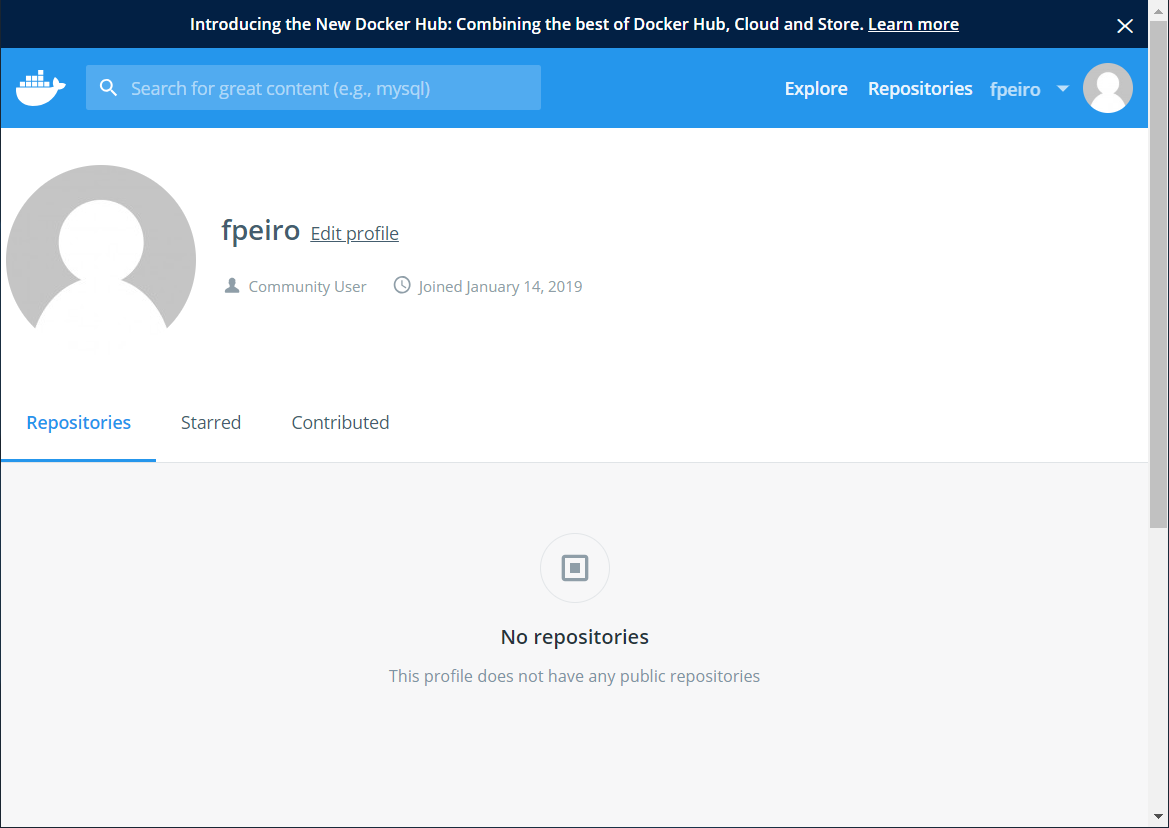 Introducing the New Docker Hub: Combining the best of Docker Hub, Cloud and Store. Learn more
Search for great content (e.g., mysql)
Explore Repositories fpeiro
fpeiro Edit profile
Community User Joined January 14, 2019
Repositories Starred Contributed
No repositories
This profile does not have any public repositories